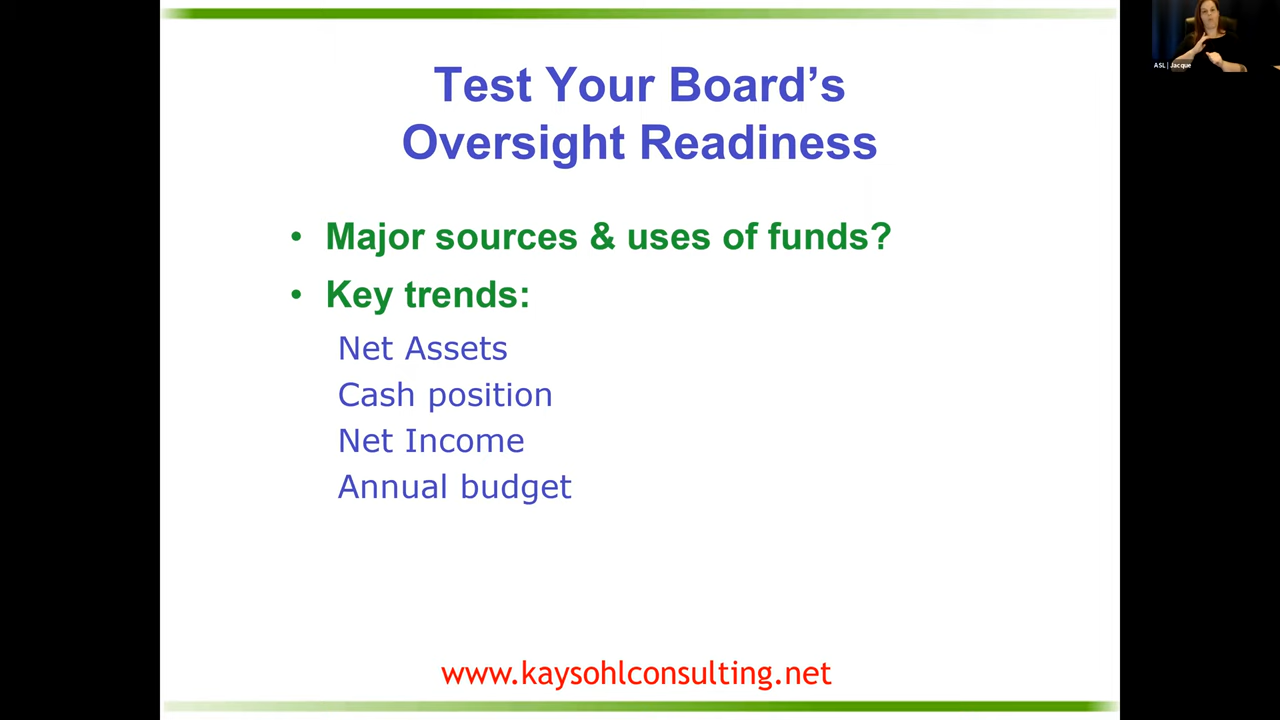 ASL | Jacque
Test Your Board’s
Oversight Readiness
• Major sources & uses of funds?
• Key trends:
Net Assets
Cash position
Net Income
Annual budget
www.kaysohlconsulting.net